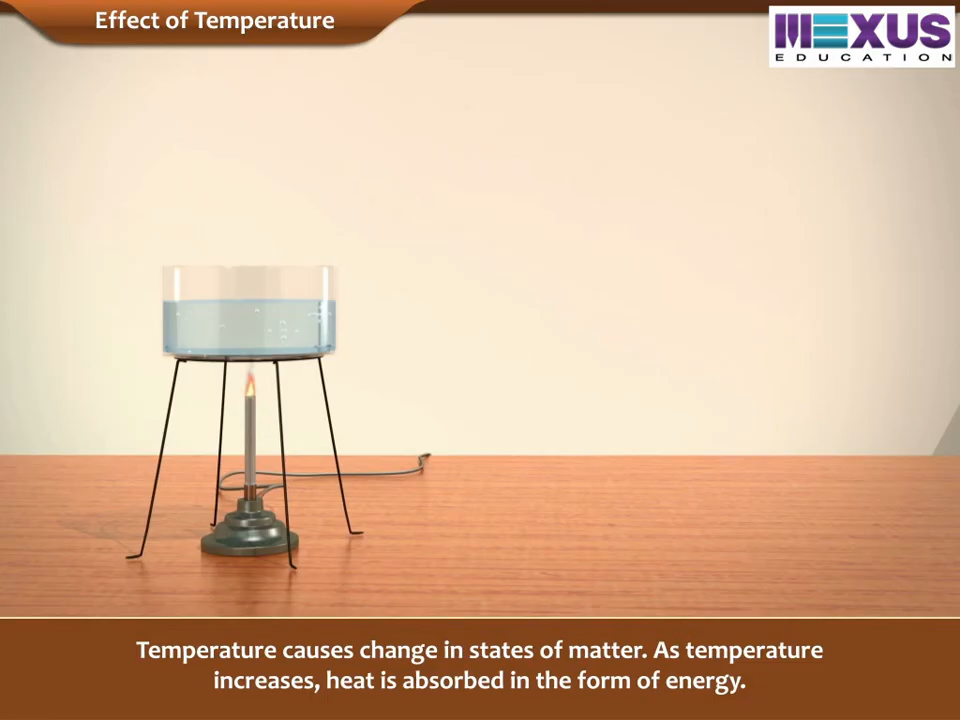 Effect of Temperature
MEXUS
EDUCATION
Temperature causes change in states of matter. As temperature
increases, heat is absorbed in the form of energy.